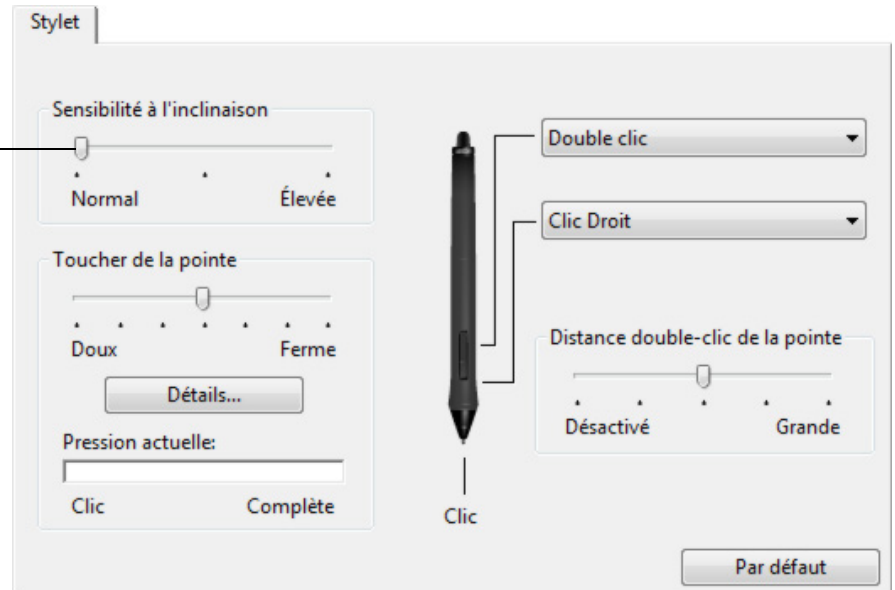 Stylet
Sensibilité à l'inclinaison
Normal Élevée
Toucher de la pointe
Doux Ferme
Détails...
Pression actuelle:
Clic Complète
Double clic
Clic Droit
Distance double-clic de la pointe
Désactivé Grande
Clic
Par défaut